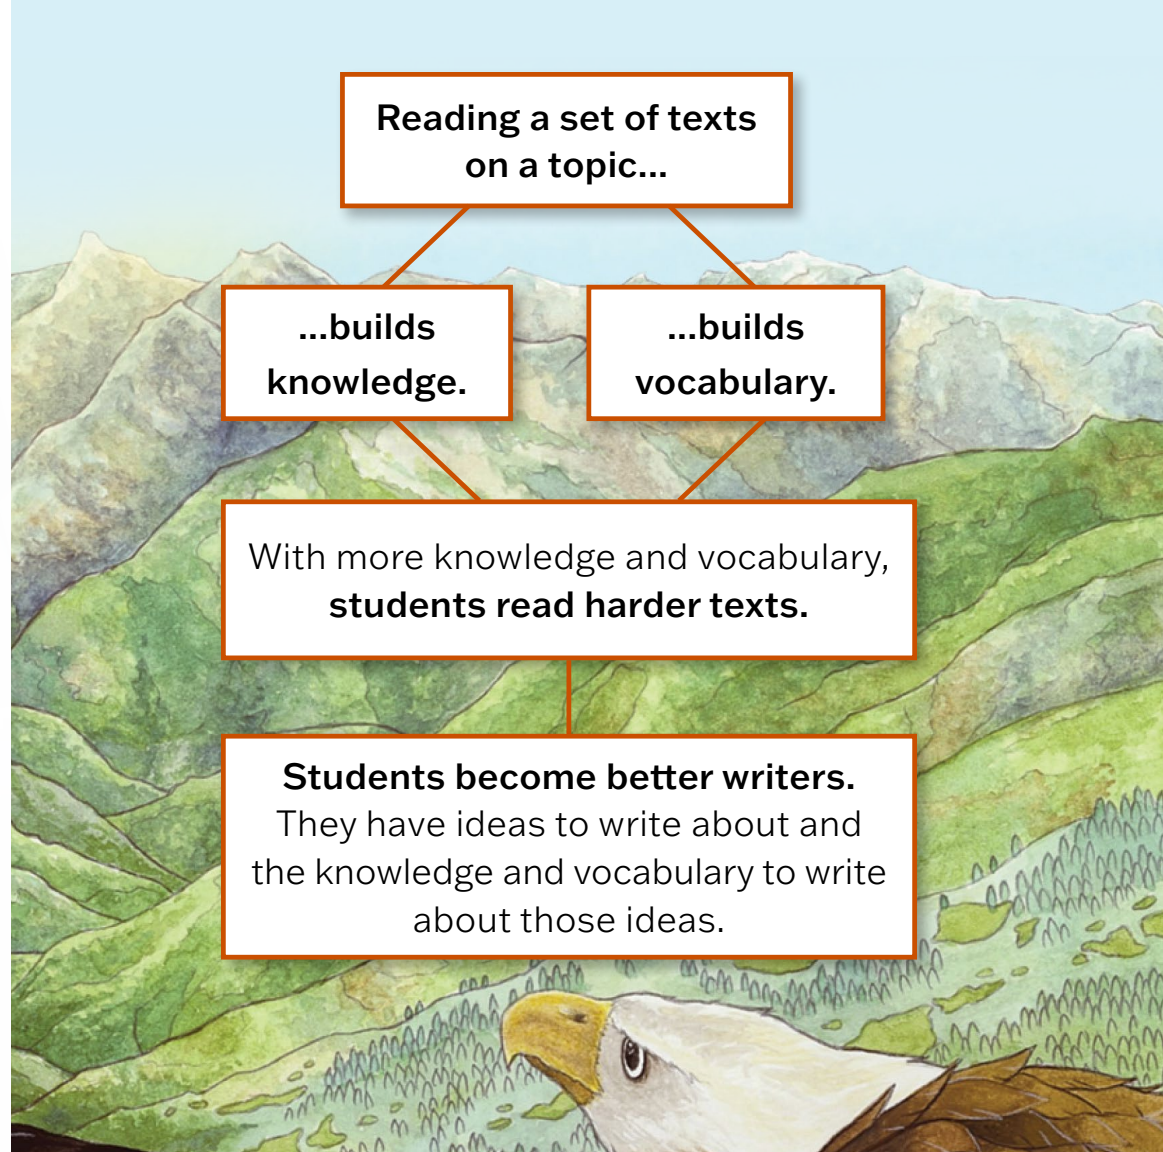 Reading a set of texts
on a topic...
...builds
knowledge.
...builds
vocabulary.
With more knowledge and vocabulary,
students read harder texts.
Students become better writers.
They have ideas to write about and
the knowledge and vocabulary to write
about those ideas.